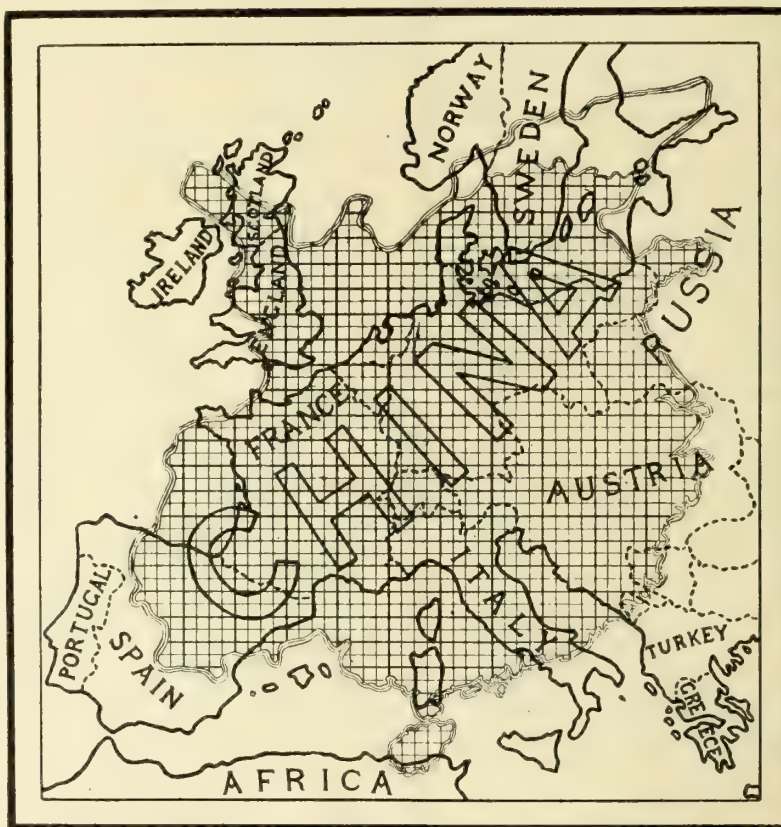 NORWAY
SWEDEN
SCOTLAND
IRELAND
ENGLAND
RUSSIA
FRANCE
CHINA
AUSTRIA
ITALY
PORTUGAL
SPAIN
TURKEY
GREECE
AFRICA